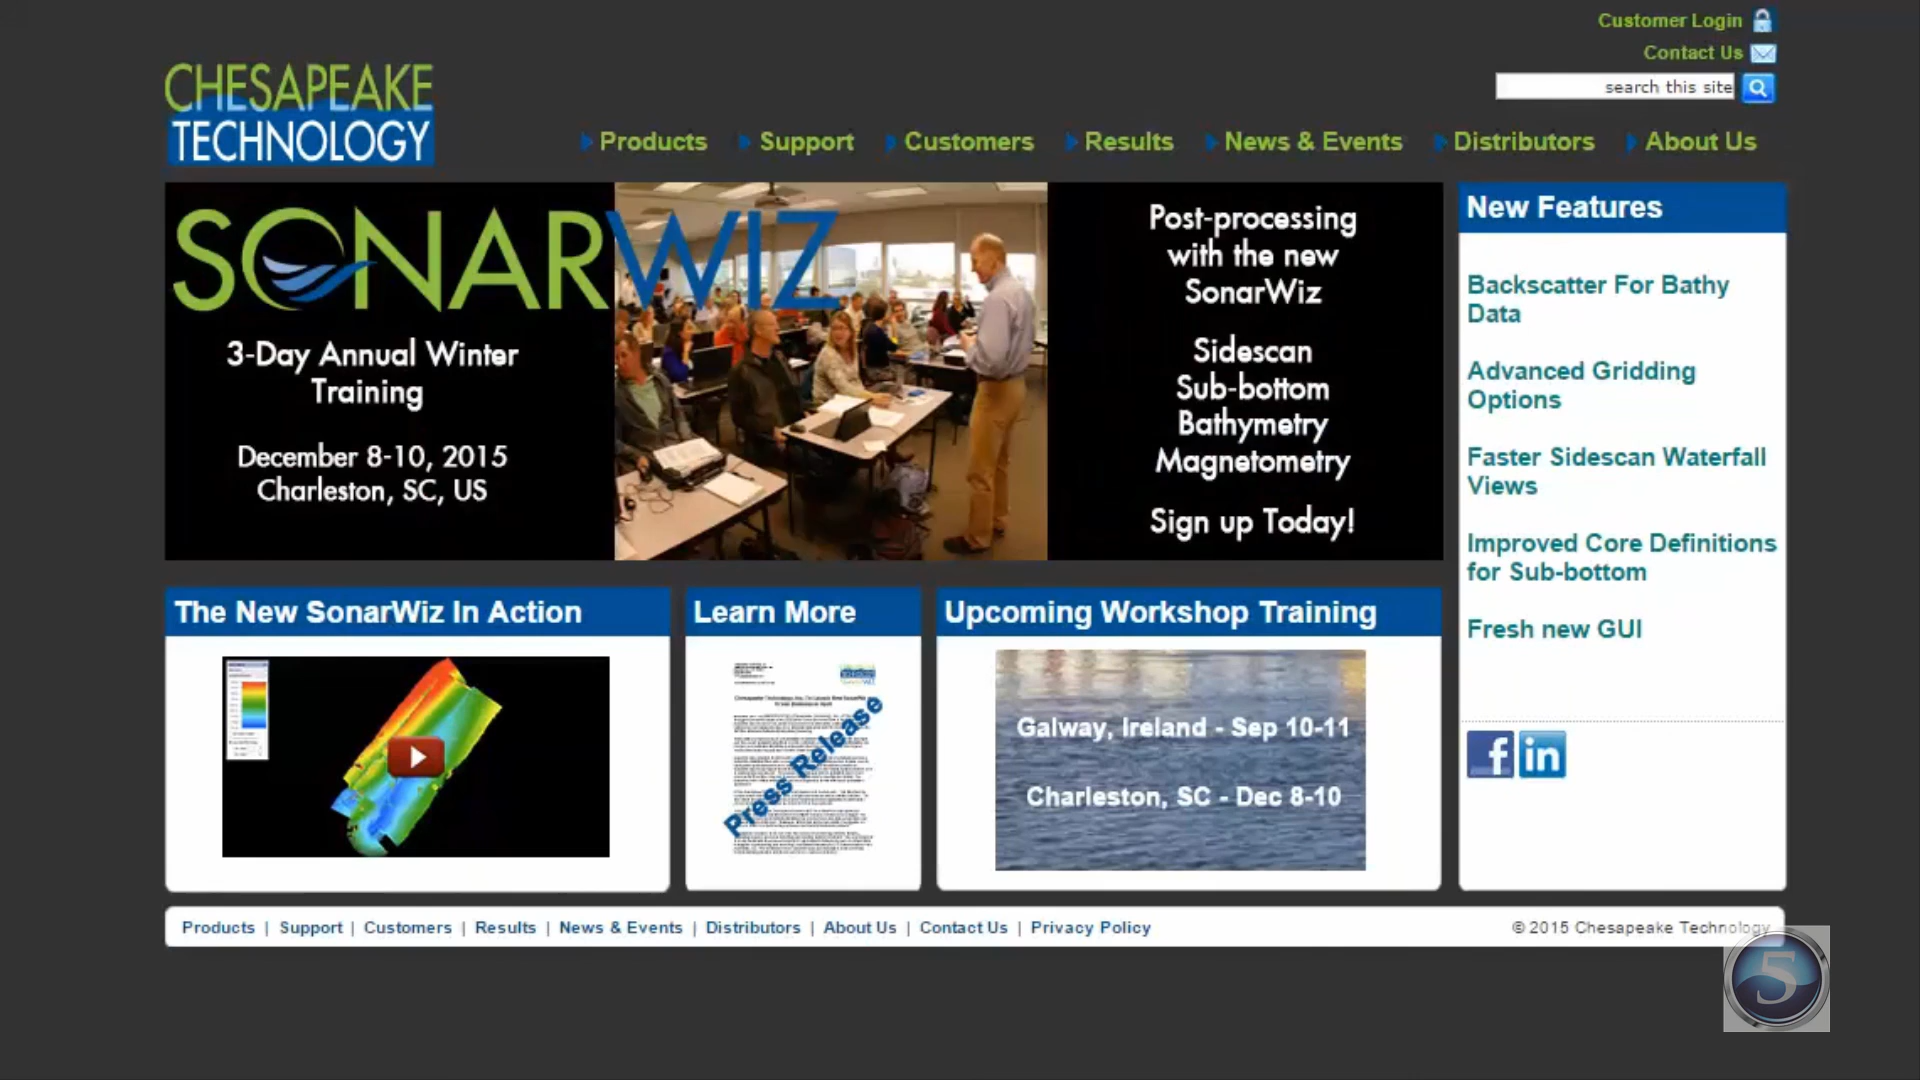 Customer Login
Contact Us
search this site
CHESAPEAKE
TECHNOLOGY
Products
Support
Customers
Results
News & Events
Distributors
About Us
SONARWIZ
3-Day Annual Winter
Training
December 8-10, 2015
Charleston, SC, US
Post-processing
with the new
SonarWiz
Sidescan
Sub-bottom
Bathymetry
Magnetometry
Sign up Today!
New Features
Backscatter For Bathy
Data
Advanced Gridding
Options
Faster Sidescan Waterfall
Views
Improved Core Definitions
for Sub-bottom
Fresh new GUI
The New SonarWiz In Action
Learn More
Press Release
Upcoming Workshop Training
Galway, Ireland - Sep 10-11
Charleston, SC - Dec 8-10
Products | Support | Customers | Results | News & Events | Distributors | About Us | Contact Us | Privacy Policy
© 2015 Chesapeake Technology
5